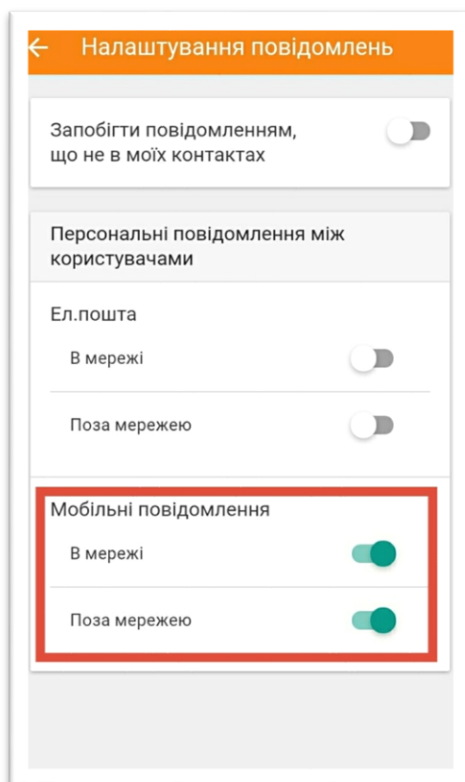 Налаштування повідомлень
Запобігти повідомленням,
що не в моїх контактах
Персональні повідомлення між
користувачами
Ел.пошта
В мережі
Поза мережею
Мобільні повідомлення
В мережі
Поза мережею